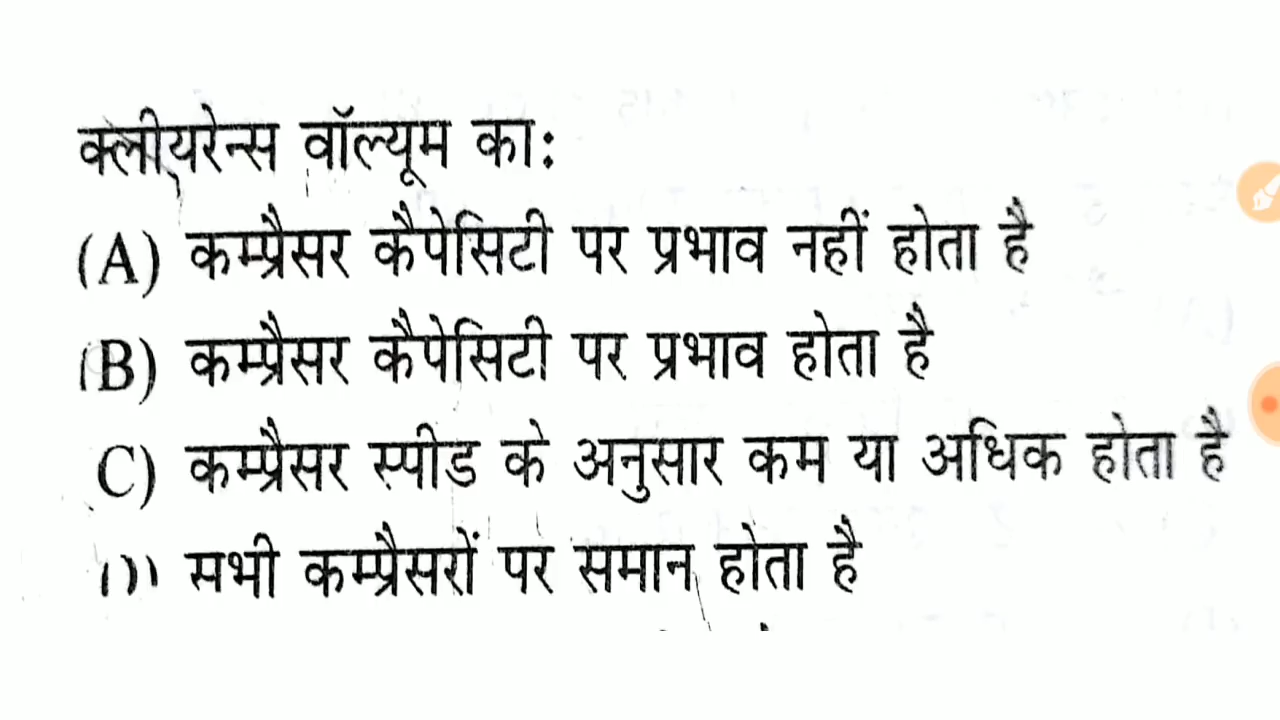 क्लीयरेन्स वॉल्यूम का:
(A) कम्प्रैसर कैपेसिटी पर प्रभाव नहीं होता है
(B) कम्प्रैसर कैपेसिटी पर प्रभाव होता है
C) कम्प्रैसर स्पीड के अनुसार कम या अधिक होता है
सभी कम्प्रैसरों पर समान होता है